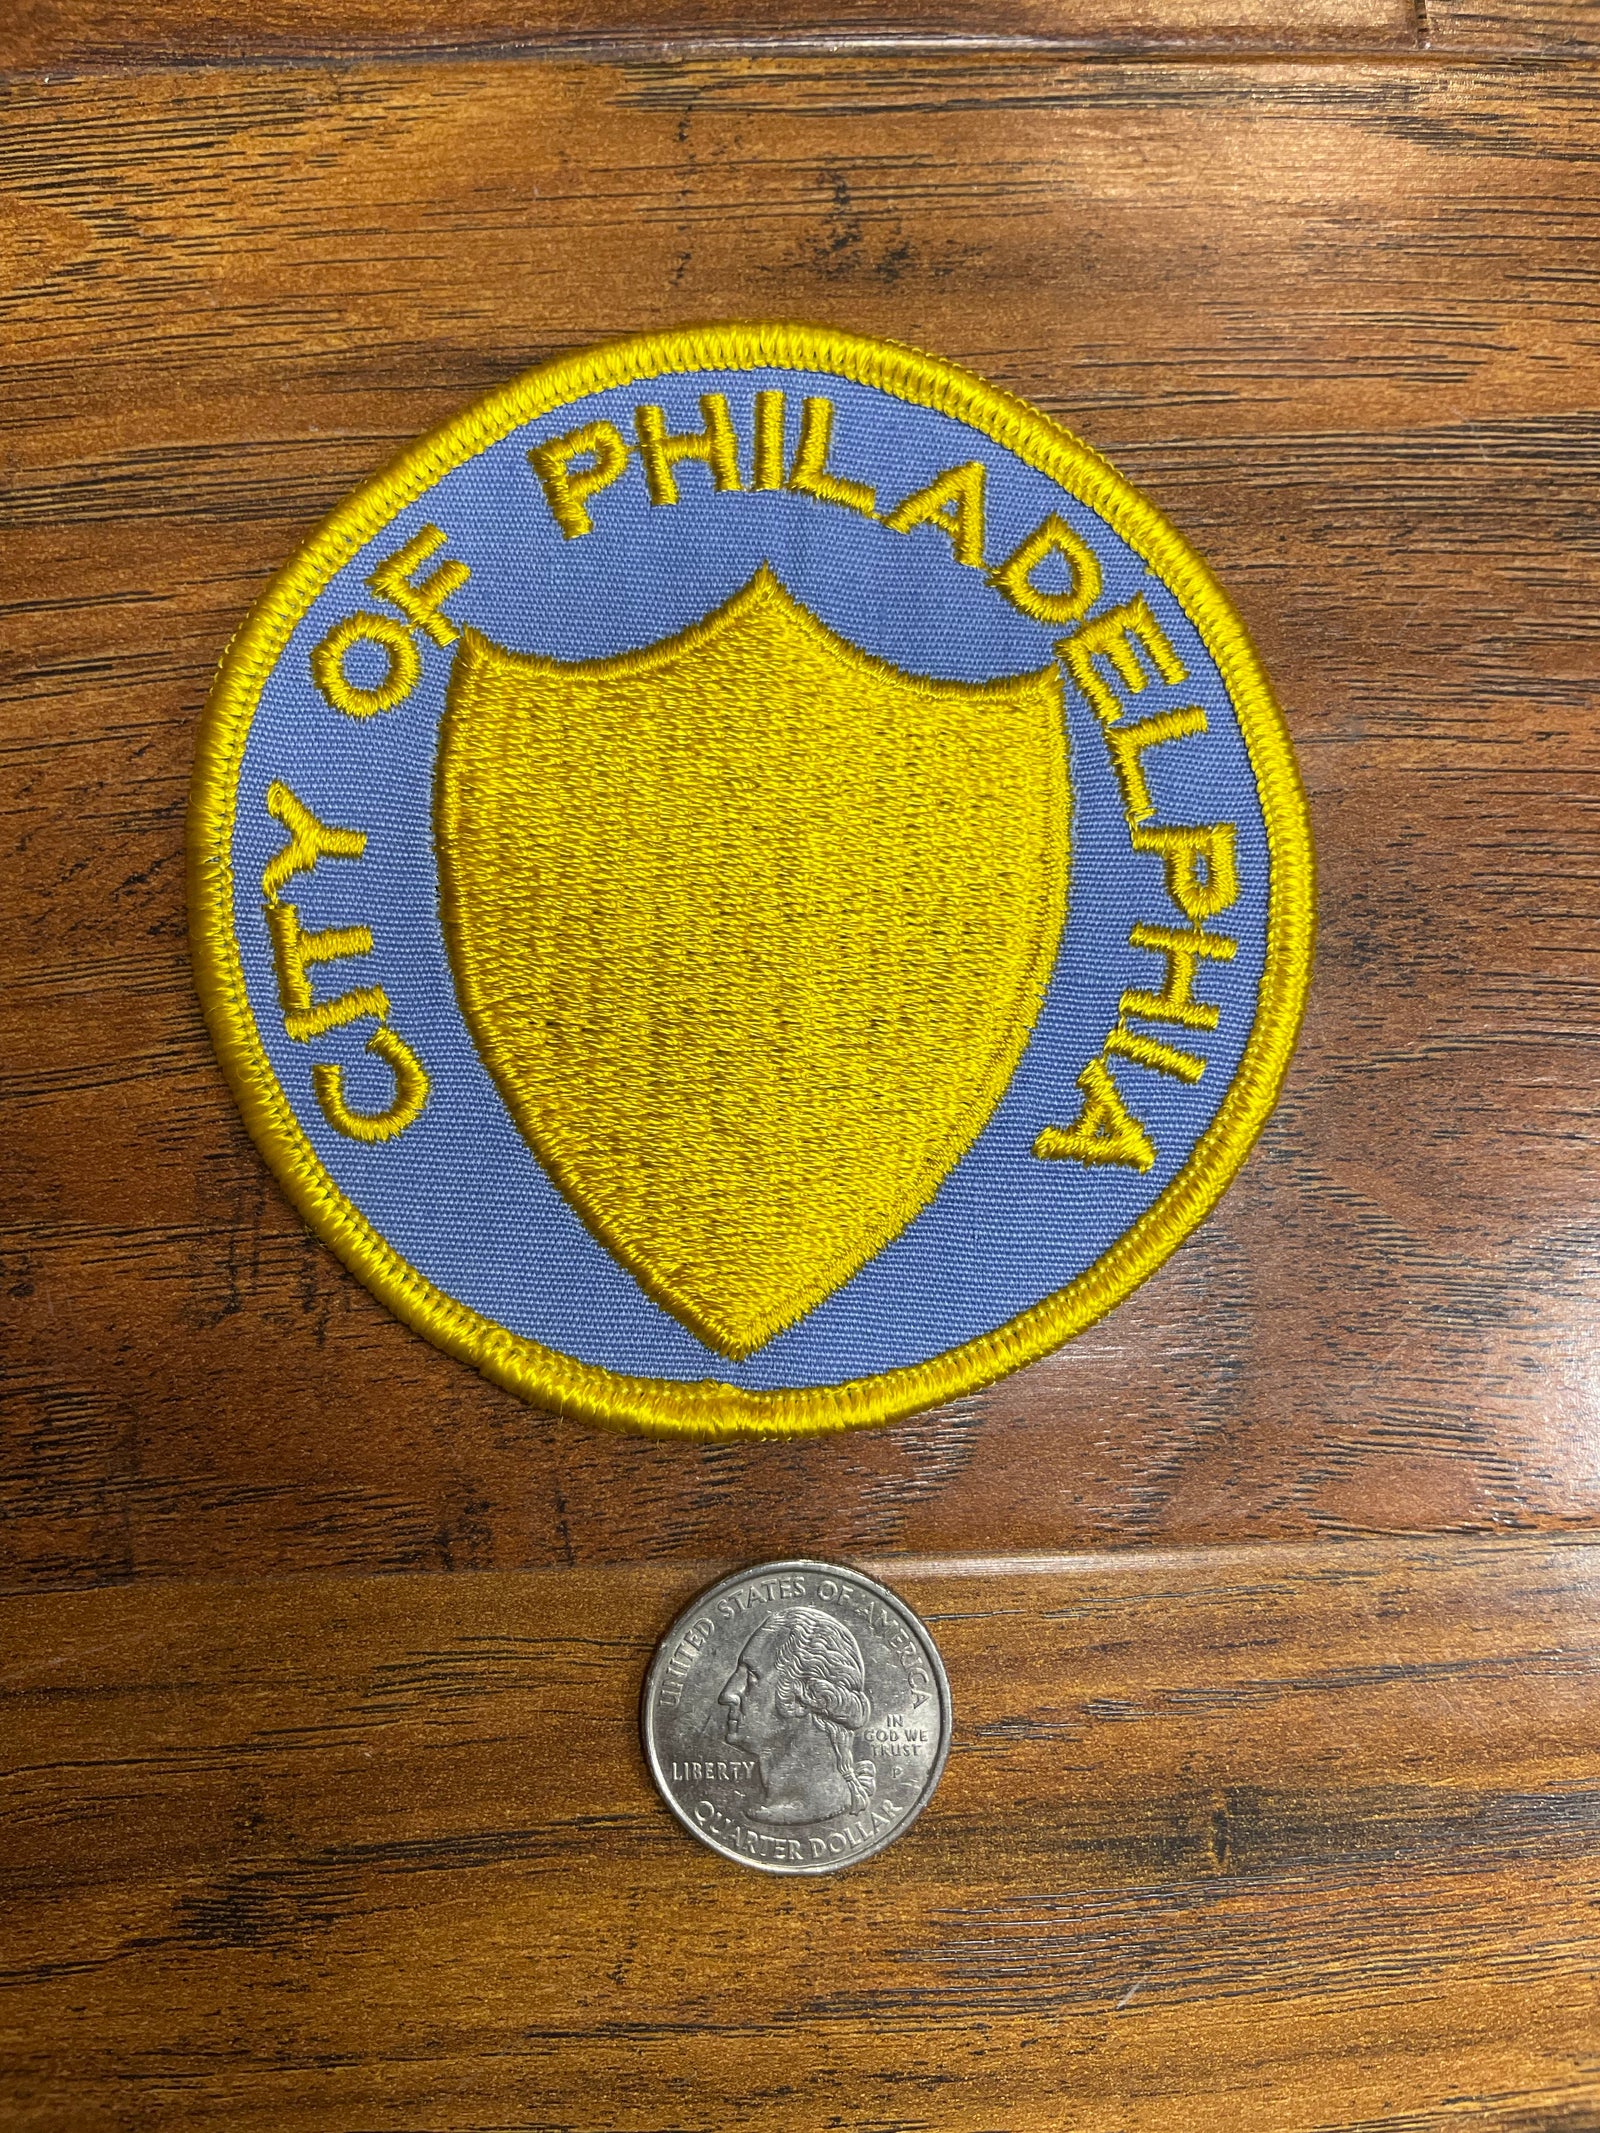 CITY OF PHILADELPHIA
UNITED STATES OF AMERICA
IN
GOD WE
TRUST
LIBERTY
P
QUARTER DOLLAR